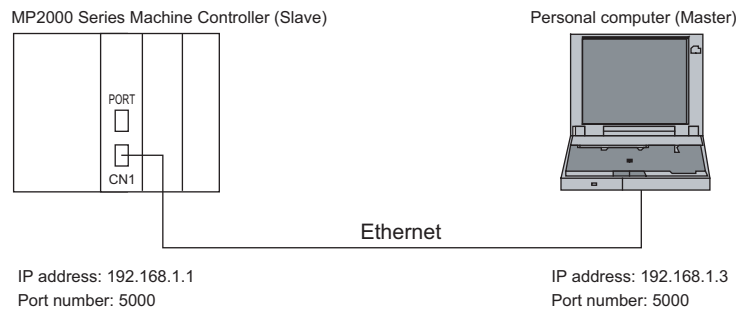 MP2000 Series Machine Controller (Slave)
Personal computer (Master)
PORT
CN1
Ethernet
IP address: 192.168.1.1
Port number: 5000
IP address: 192.168.1.3
Port number: 5000